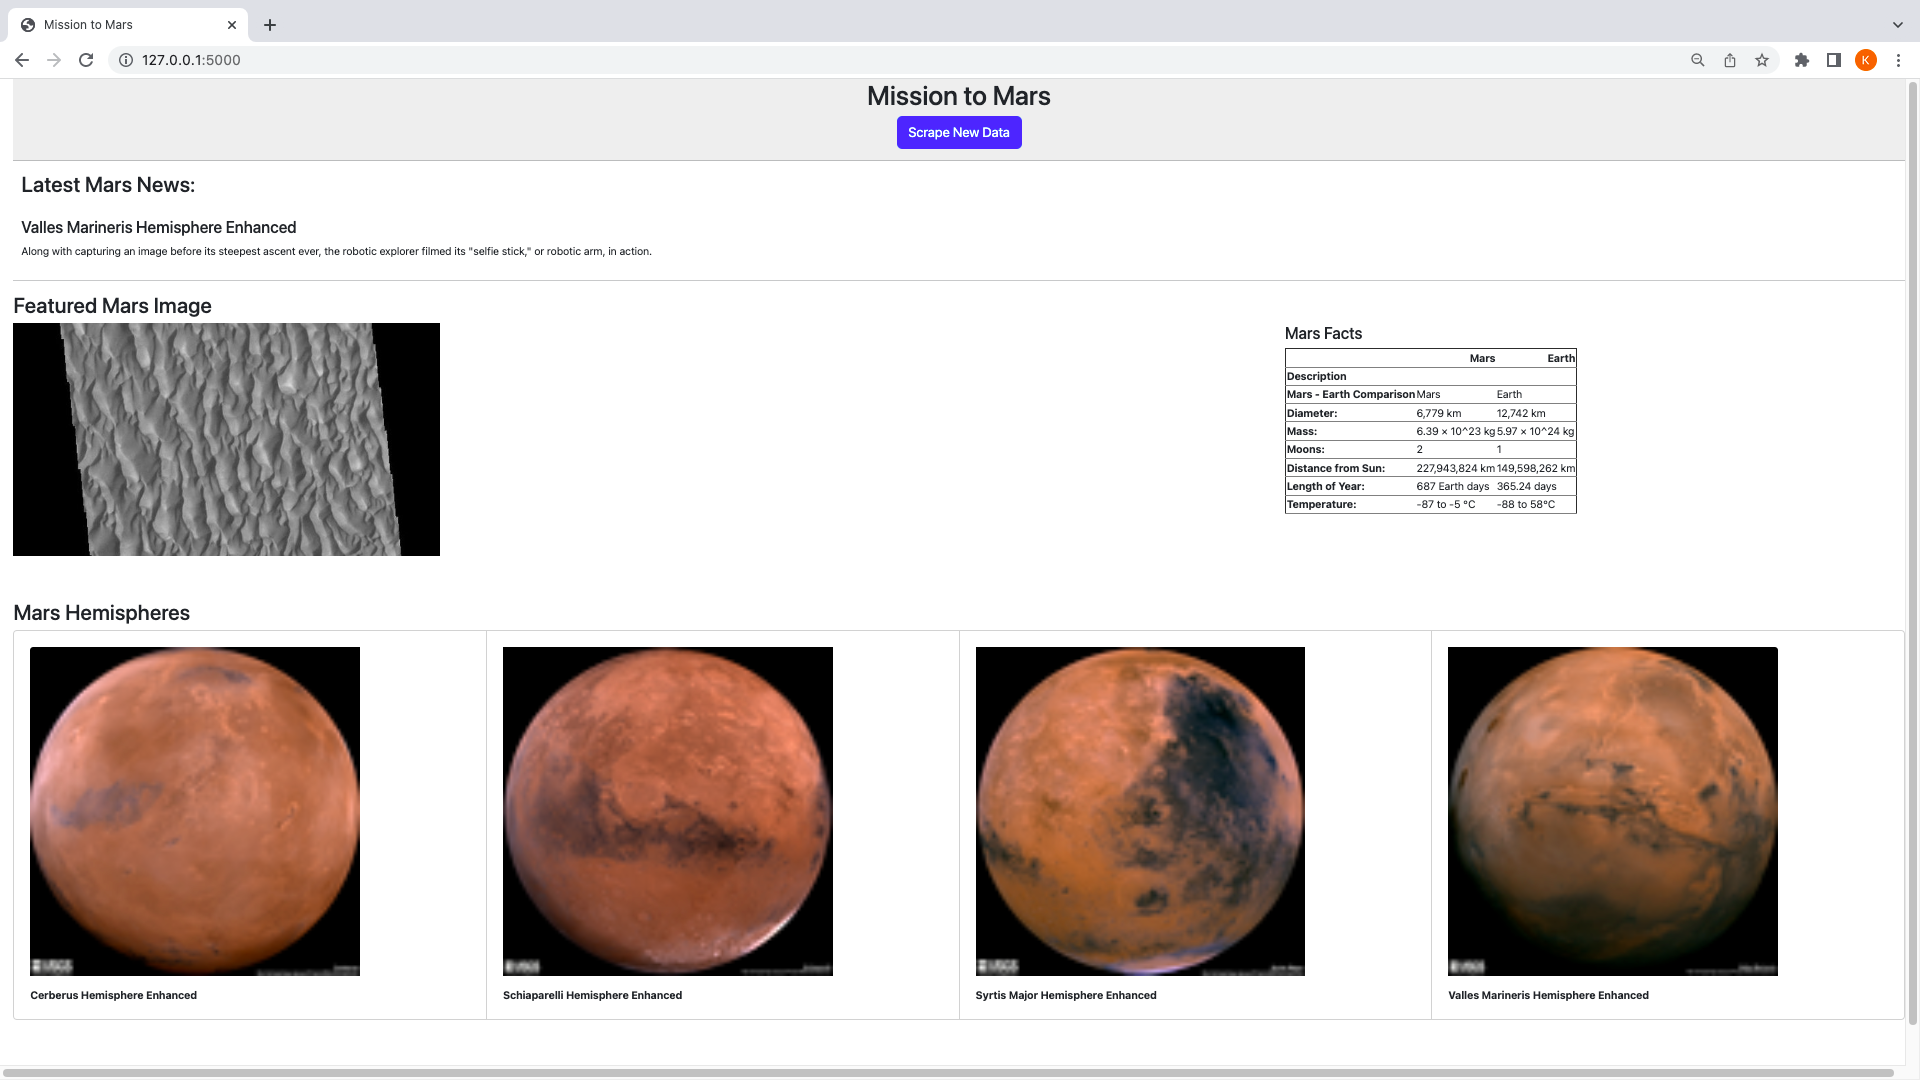 Mission to Mars
127.0.0.1:5000
K
Mission to Mars
Scrape New Data
Latest Mars News:
Valles Marineris Hemisphere Enhanced
Along with capturing an image before its steepest ascent ever, the robotic explorer filmed its "selfie stick," or robotic arm, in action.
Featured Mars Image
Mars Facts
Mars Earth
Description
Mars - Earth Comparison Mars Earth
Diameter: 6,779 km 12,742 km
Mass: 6.39 × 10^23 kg 5.97 × 10^24 kg
Moons: 2 1
Distance from Sun: 227,943,824 km 149,598,262 km
Length of Year: 687 Earth days 365.24 days
Temperature: -87 to -5 °C -88 to 58°C
Mars Hemispheres
USGS USGS USGS USGS
Cerberus Hemisphere Enhanced
Schiaparelli Hemisphere Enhanced
Syrtis Major Hemisphere Enhanced
Valles Marineris Hemisphere Enhanced